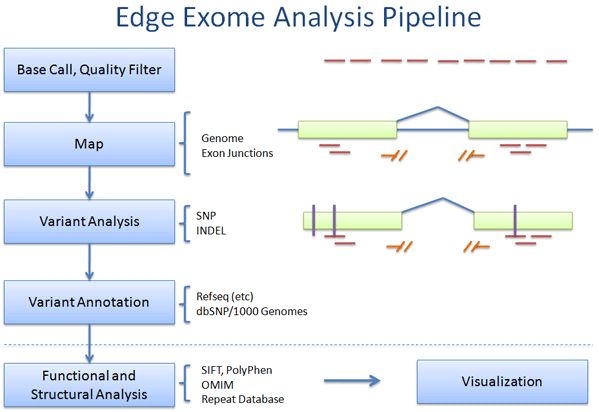 Edge Exome Analysis Pipeline
Base Call, Quality Filter
Map
Genome
Exon Junctions
Variant Analysis
SNP
INDEL
Variant Annotation
Refseq (etc)
dbSNP/1000 Genomes
Functional and
Structural Analysis
SIFT, PolyPhen
OMIM
Repeat Database
Visualization